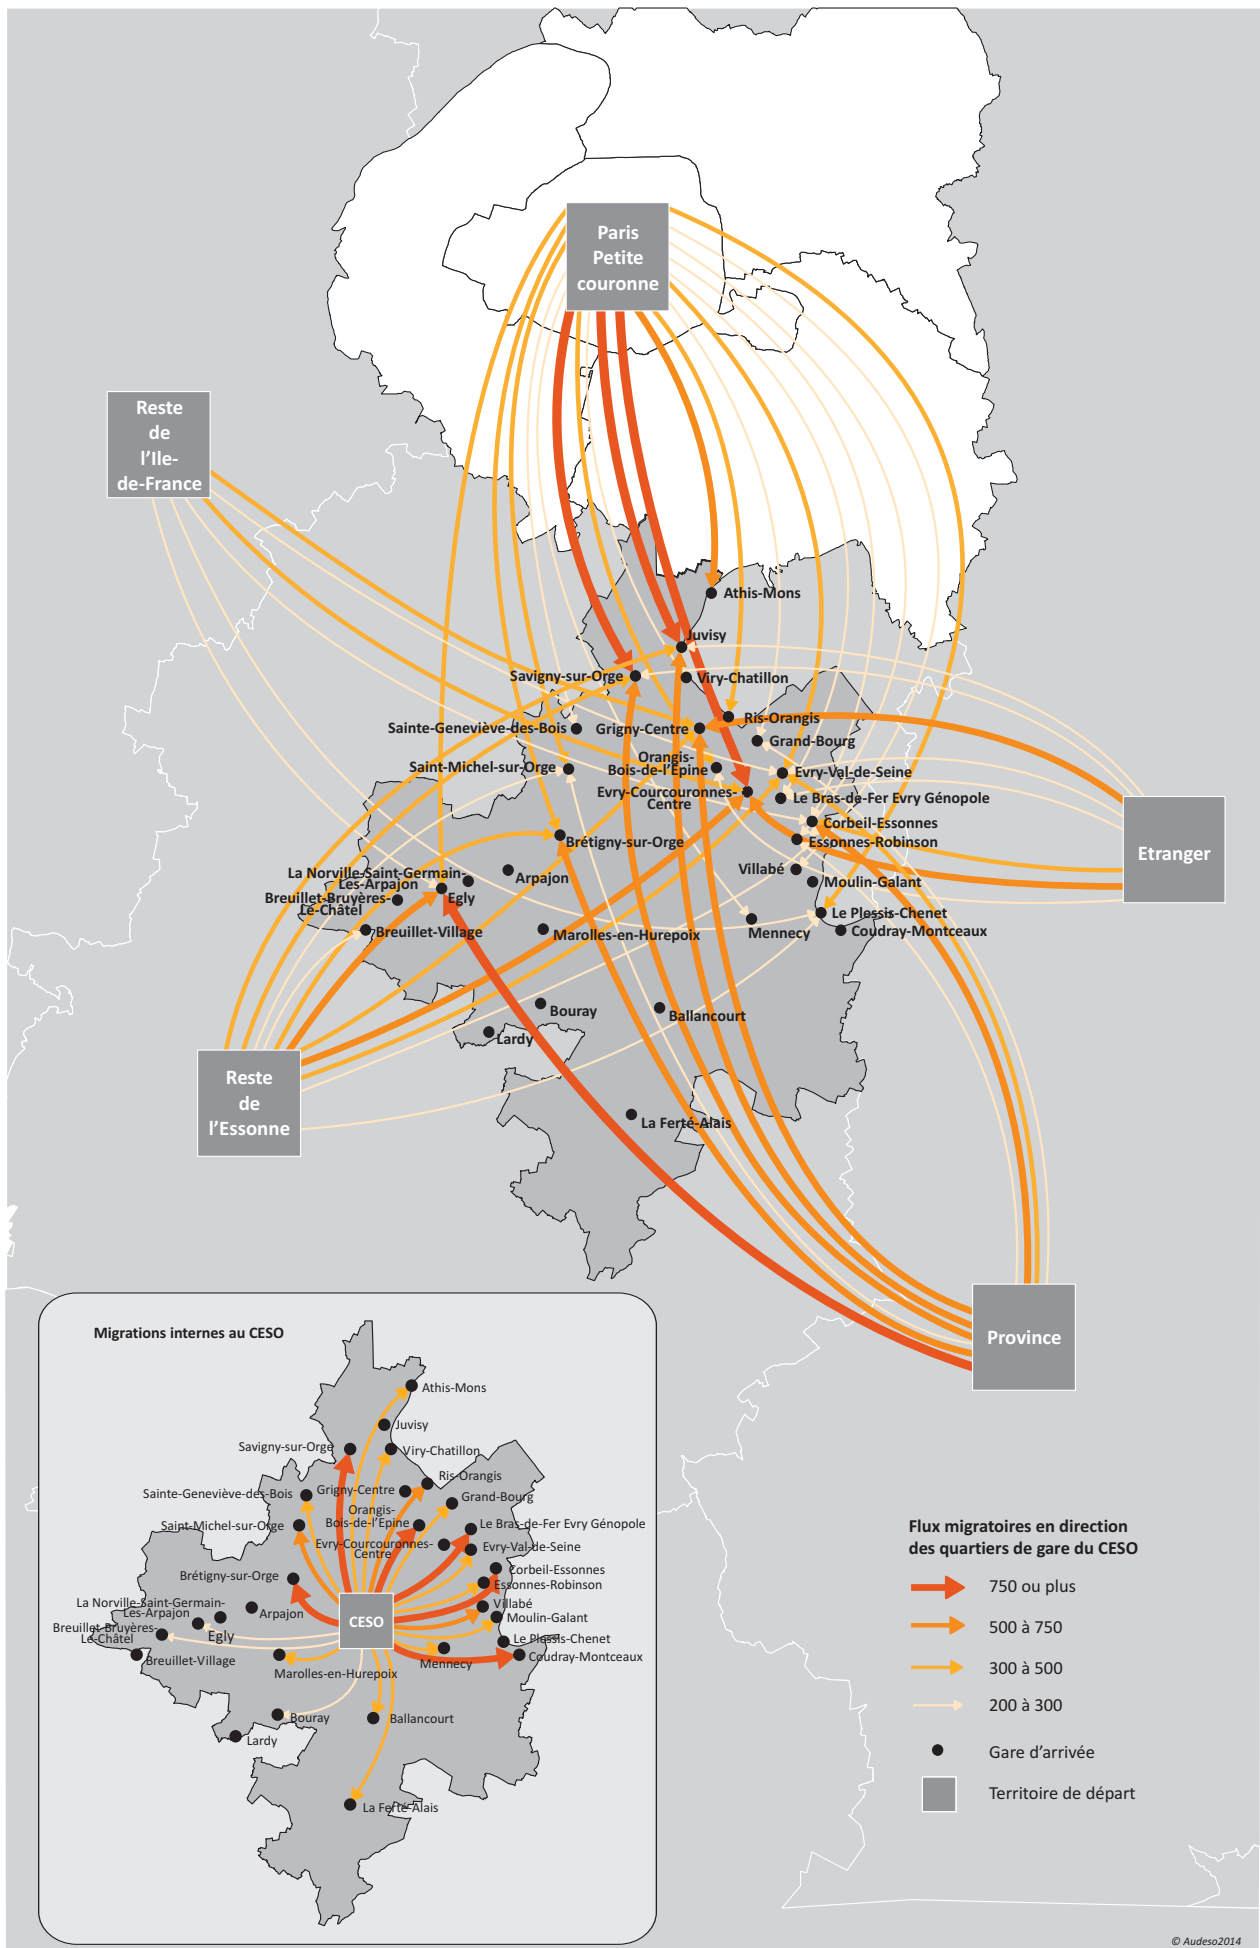 Paris
Petite
couronne
Reste
de
l'Ile-
de-France
Athis-Mons
Juvisy
Savigny-sur-Orge
Viry-Chatillon
Ris-Orangis
Sainte-Geneviève-des-Bois
Grigny-Centre
Grand-Bourg
Orangis-
Bois-de-l'Epine
Saint-Michel-sur-Orge
Evry-Val-de-Seine
Evry-Courcouronnes-
Centre
Le Bras-de-Fer Evry Génopole
Corbeil-Essonnes
Essonnes-Robinson
Brétigny-sur-Orge
Etranger
Villabé
Arpajon
La Norville-Saint-Germain-
Les-Arpajon
Moulin-Galant
Breuillet-Bruyères-
Le-Châtel
Egly
Le Plessis-Chenet
Breuillet-Village
Marolles-en-Hurepoix
Mennecy
Coudray-Montceaux
Bouray
Ballancourt
Lardy
Reste
de
l'Essonne
La Ferté-Alais
Province
Migrations internes au CESO
Athis-Mons
Juvisy
Savigny-sur-Orge
Viry-Chatillon
Ris-Orangis
Sainte-Geneviève-des-Bois
Grigny-Centre
Grand-Bourg
Orangis-
Bois-de-l'Epine
Saint-Michel-sur-Orge
Le Bras-de-Fer Evry Génopole
Evry-Courcouronnes-
Centre
Evry-Val-de-Seine
Corbeil-Essonnes
Brétigny-sur-Orge
Essonnes-Robinson
La Norville-Saint-Germain-
Les-Arpajon
Arpajon
Villabé
CESO
Moulin-Galant
Breuillet-Bruyères-
Le-Châtel
Egly
Le Plessis-Chenet
Breuillet-Village
Marolles-en-Hurepoix
Mennecy
Coudray-Montceaux
Bouray
Ballancourt
Lardy
La Ferté-Alais
Flux migratoires en direction
des quartiers de gare du CESO
750 ou plus
500 à 750
300 à 500
200 à 300
Gare d'arrivée
Territoire de départ
© Audeso2014